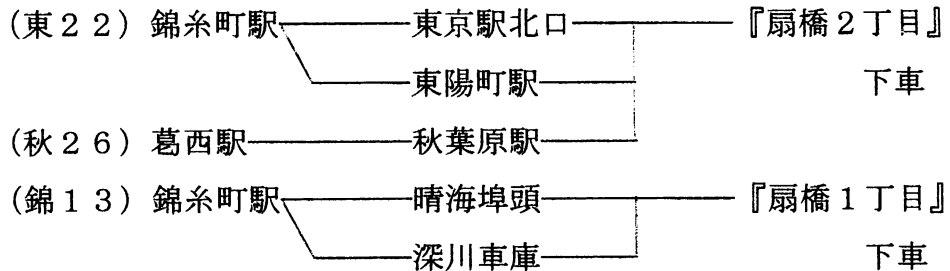 (東22) 錦糸町駅 東京駅北口 『扇橋2丁目』
東陽町駅 下車
(秋26) 葛西駅 秋葉原駅
(錦13) 錦糸町駅 晴海埠頭 『扇橋1丁目』
深川車庫 下車